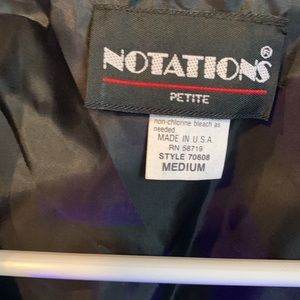 NOTATIONS®
PETITE
non-chlorine bleach as
needed.
MADE IN U.S.A.
RN 56719
STYLE 70608
MEDIUM